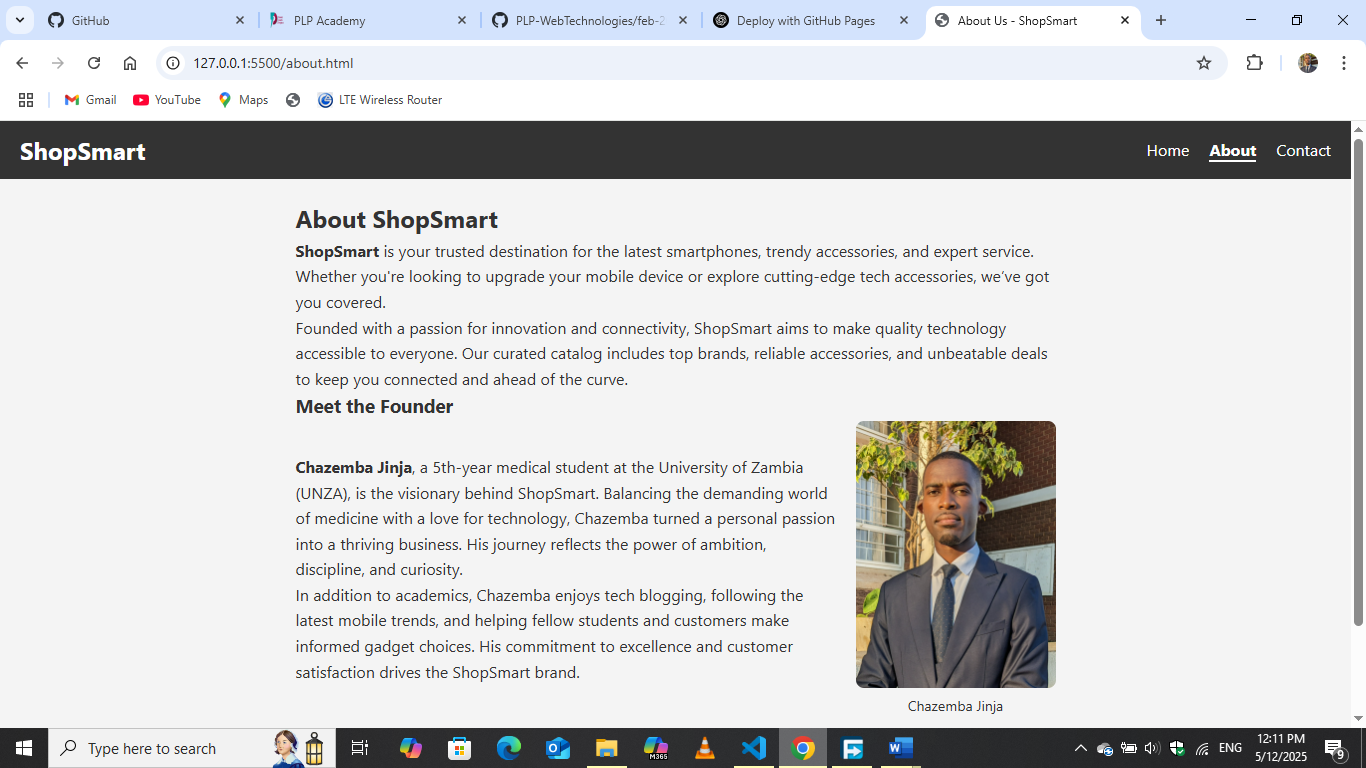 GitHub
PLP Academy
PLP-WebTechnologies/feb-2
Deploy with GitHub Pages
About Us - ShopSmart
127.0.0.1:5500/about.html
Gmail
YouTube
Maps
LTE Wireless Router
ShopSmart
Home
About
Contact
About ShopSmart
ShopSmart is your trusted destination for the latest smartphones, trendy accessories, and expert service.
Whether you're looking to upgrade your mobile device or explore cutting-edge tech accessories, we’ve got
you covered.
Founded with a passion for innovation and connectivity, ShopSmart aims to make quality technology
accessible to everyone. Our curated catalog includes top brands, reliable accessories, and unbeatable deals
to keep you connected and ahead of the curve.
Meet the Founder
Chazemba Jinja, a 5th-year medical student at the University of Zambia
(UNZA), is the visionary behind ShopSmart. Balancing the demanding world
of medicine with a love for technology, Chazemba turned a personal passion
into a thriving business. His journey reflects the power of ambition,
discipline, and curiosity.
In addition to academics, Chazemba enjoys tech blogging, following the
latest mobile trends, and helping fellow students and customers make
informed gadget choices. His commitment to excellence and customer
satisfaction drives the ShopSmart brand.
Chazemba Jinja
Type here to search
M365
ENG
12:11 PM
5/12/2025
9